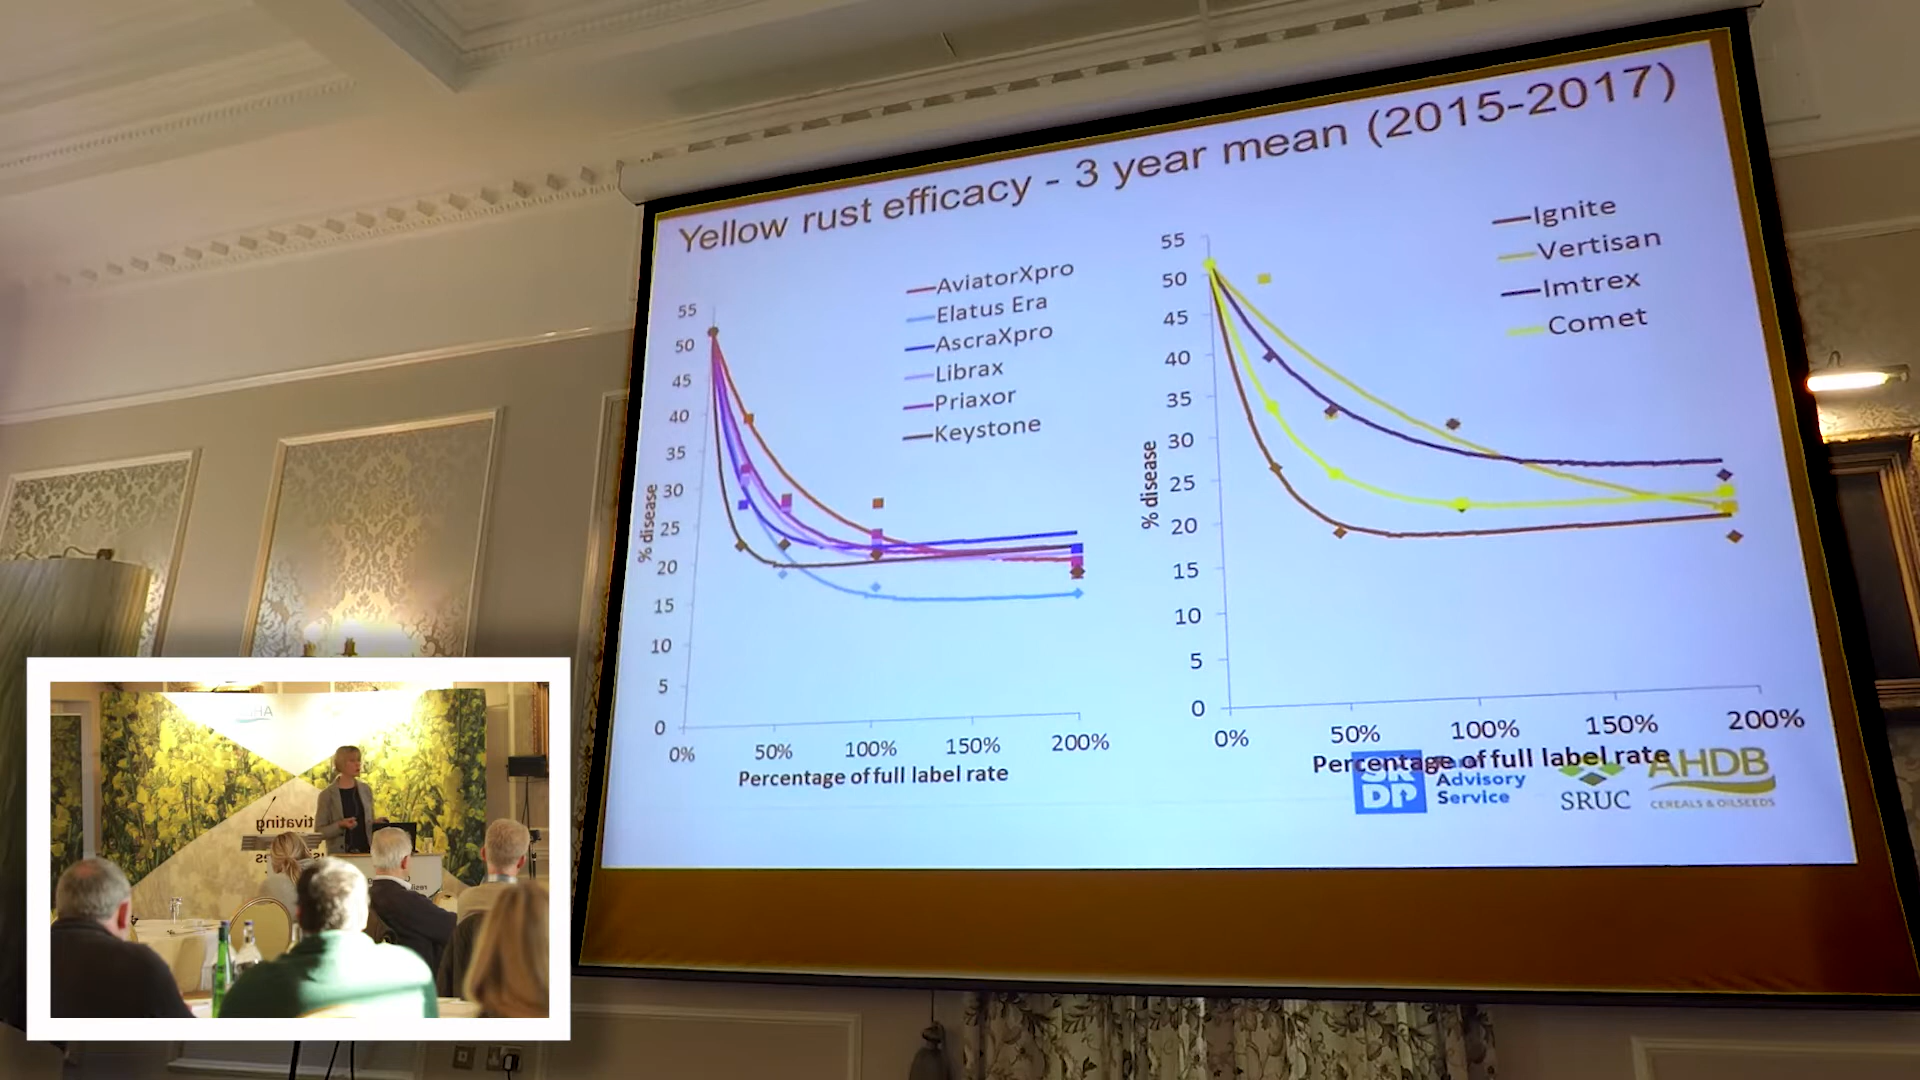 Yellow rust efficacy - 3 year mean (2015-2017)
AviatorXpro
Elatus Era
AscraXpro
Librax
Priaxor
Keystone
55
50
45
40
35
30
25
20
15
10
5
0
% disease
0%
50%
100%
150%
200%
Percentage of full label rate
Ignite
Vertisan
Imtrex
Comet
55
50
45
40
35
30
25
20
15
10
5
0
% disease
0%
50%
100%
150%
200%
Percentage of full label rate
Advisory
Service
SRUC
AHDB
CEREALS & OILSEEDS